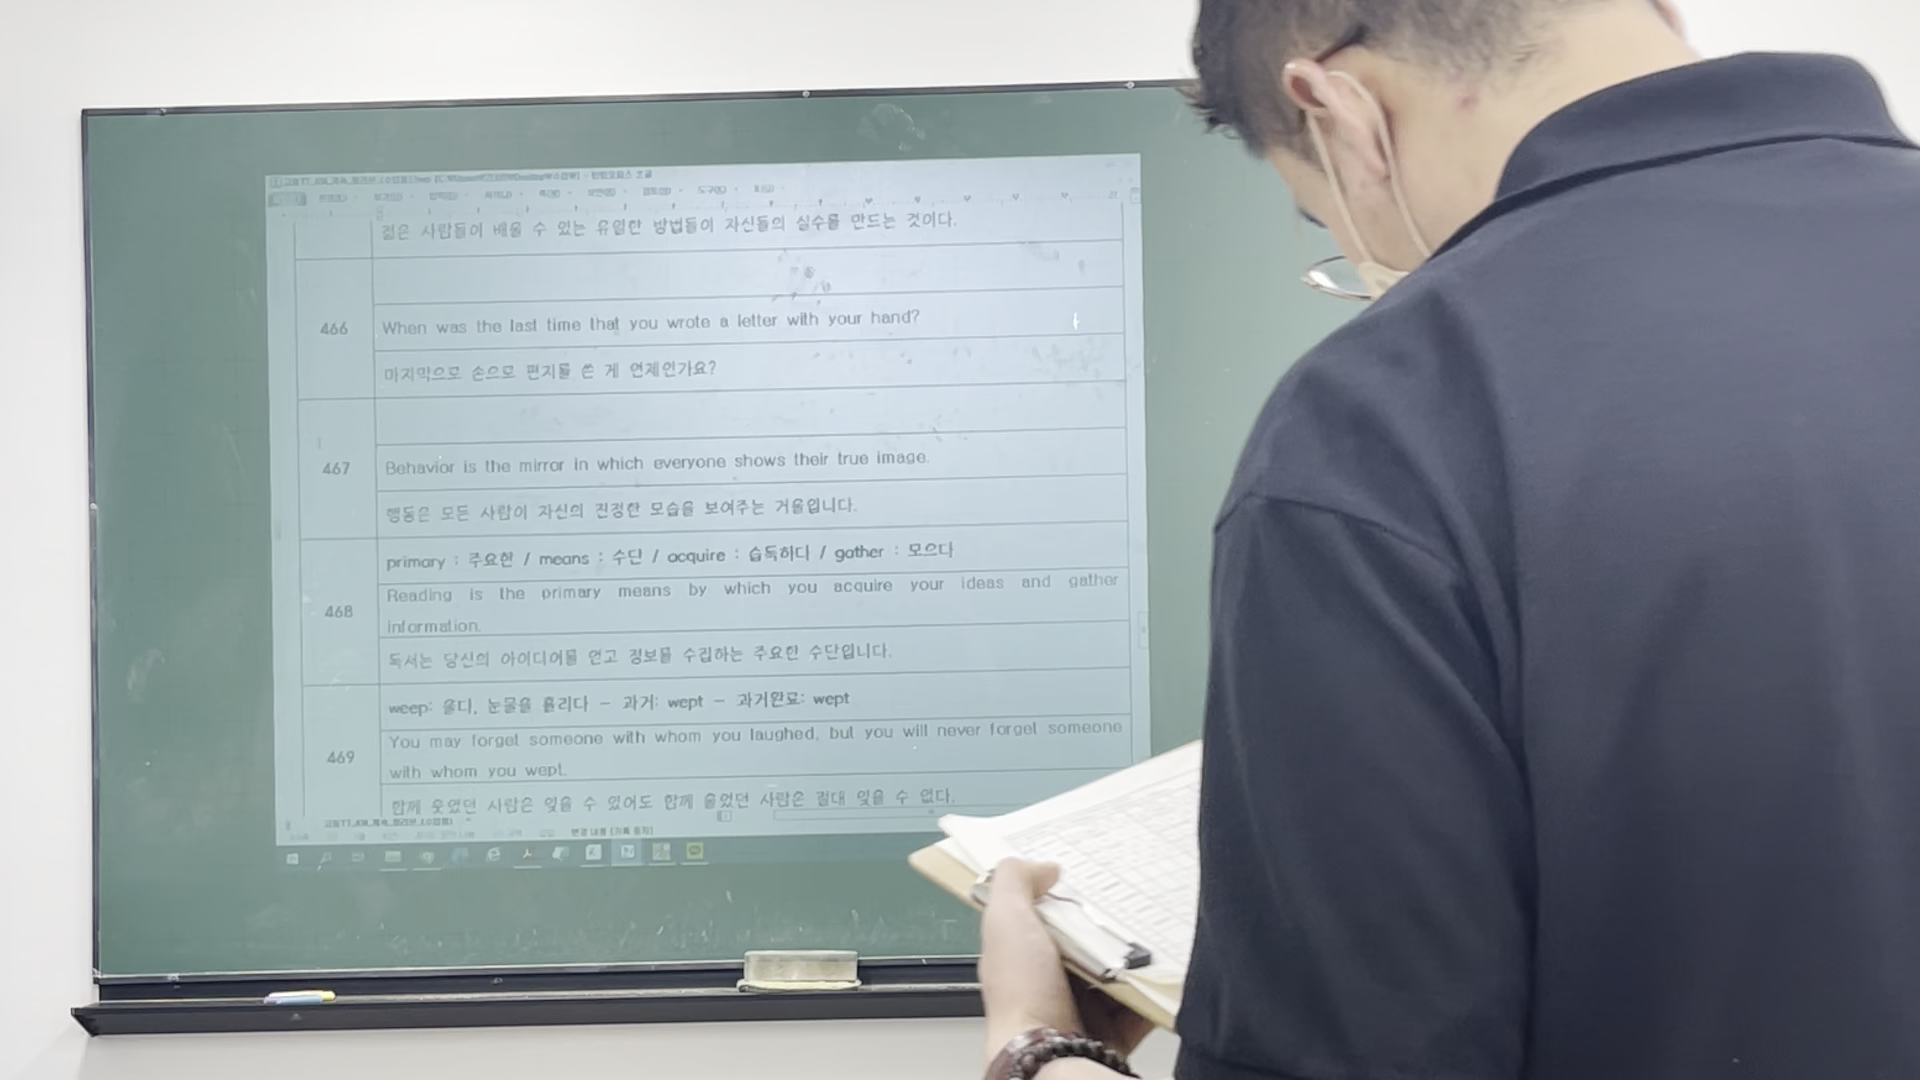 젊은 사람들이 배울 수 있는 유일한 방법들이 자신들의 실수를 만드는 것이다.
466
When was the last time that you wrote a letter with your hand?
마지막으로 손으로 편지를 쓴 게 언제인가요?
467
Behavior is the mirror in which everyone shows their true image.
행동은 모든 사람이 자신의 진정한 모습을 보여주는 거울입니다.
468
primary : 주요한 / means : 수단 / acquire : 습득하다 / gather : 모으다
Reading is the primary means by which you acquire your ideas and gather
information.
독서는 당신의 아이디어를 얻고 정보를 수집하는 주요한 수단입니다.
469
weep: 울다, 눈물을 흘리다 - 과거: wept - 과거완료: wept
You may forget someone with whom you laughed, but you will never forget someone
with whom you wept.
함께 웃었던 사람은 잊을 수 있어도 함께 울었던 사람은 절대 잊을 수 없다.